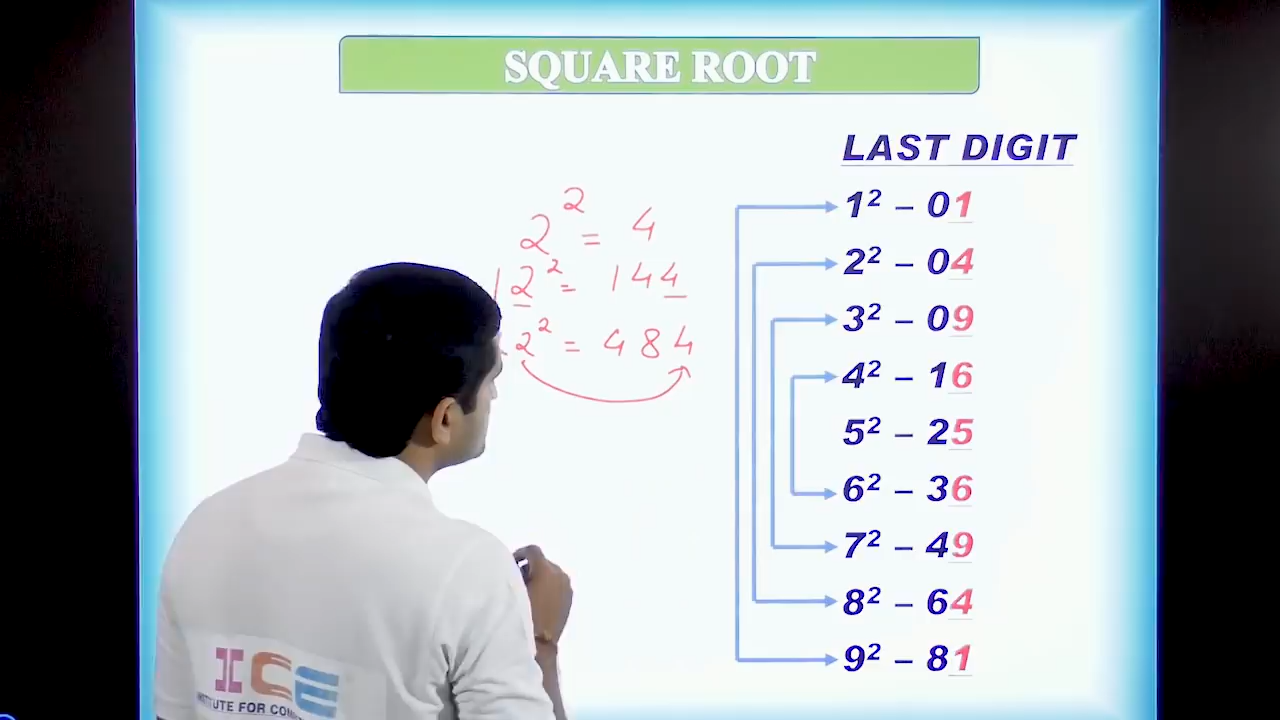 SQUARE ROOT
LAST DIGIT
2² = 4
12² = 144
2² = 484
1² – 01
2² – 04
3² – 09
4² – 16
5² – 25
6² – 36
7² – 49
8² – 64
9² – 81
ICE
FOR